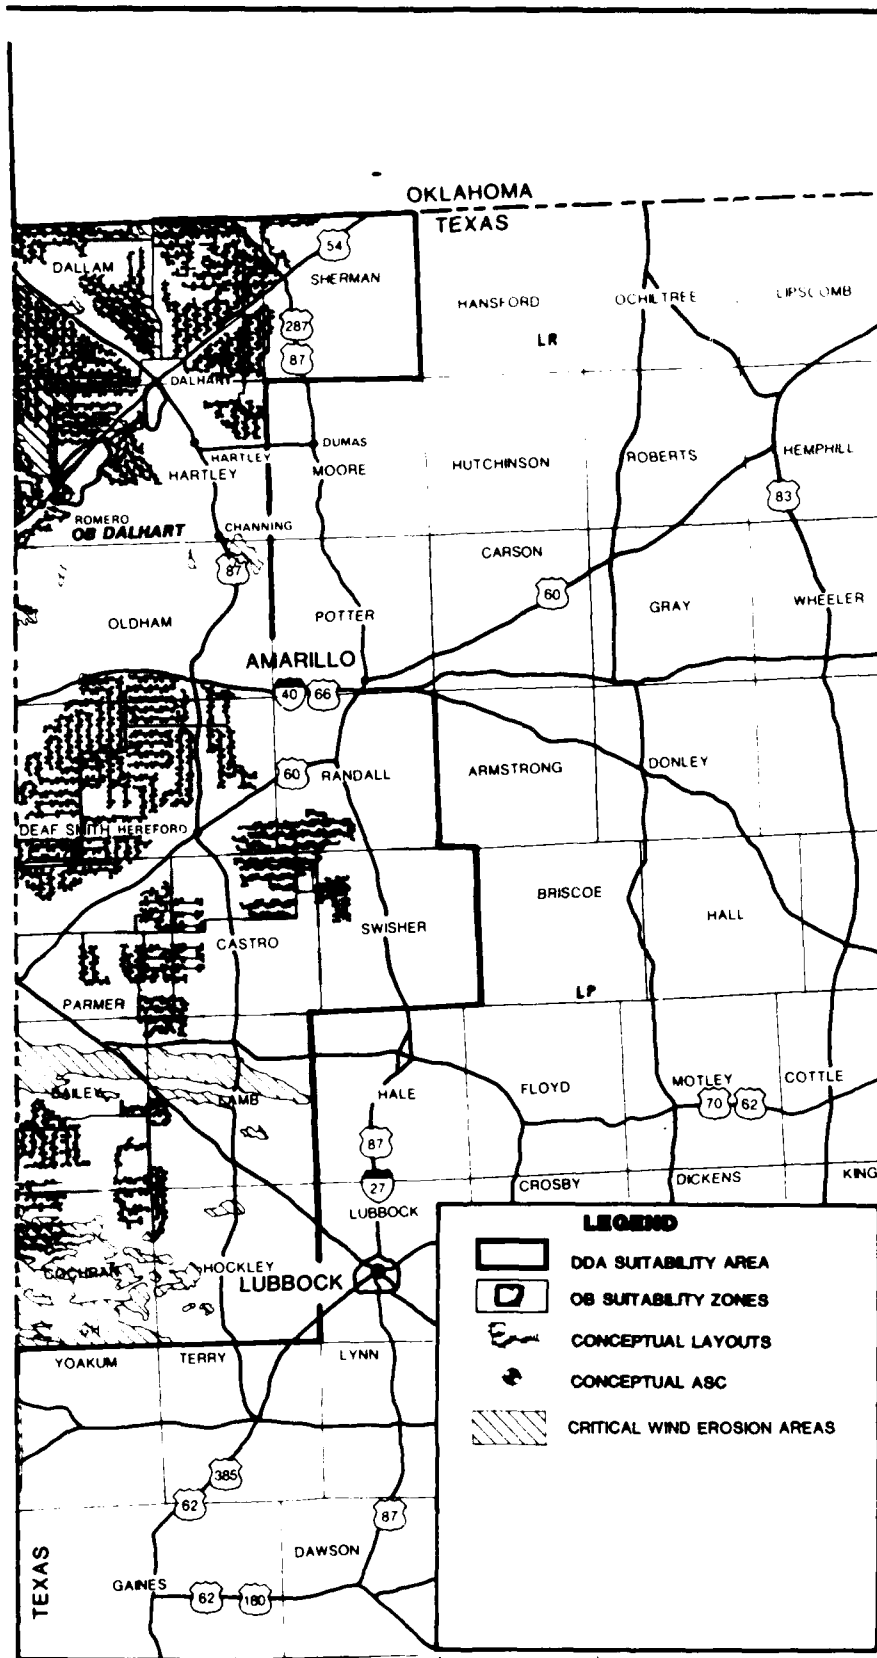 OKLAHOMA
TEXAS
54
DALLAM
SHERMAN
HANSFORD
OCHILTREE
LIPSCOMB
287
87
LR
DALHART
DUMAS
HARTLEY
HARTLEY
MOORE
HUTCHINSON
ROBERTS
HEMPHILL
83
ROMERO
OB DALHART
CHANNING
87
CARSON
60
OLDHAM
POTTER
GRAY
WHEELER
AMARILLO
40
66
60
RANDALL
ARMSTRONG
DONLEY
DEAF SMITH
HEREFORD
BRISCOE
HALL
CASTRO
SWISHER
PARMER
LP
BAILEY
LAMB
HALE
FLOYD
MOTLEY
COTTLE
70
62
87
27
CROSBY
DICKENS
KING
LUBBOCK
COCHRAN
HOCKLEY
LUBBOCK
YOAKUM
TERRY
LYNN
385
62
87
DAWSON
GAINES
62
180
TEXAS
LEGEND
DDA SUITABILITY AREA
OB SUITABILITY ZONES
CONCEPTUAL LAYOUTS
CONCEPTUAL ASC
CRITICAL WIND EROSION AREAS